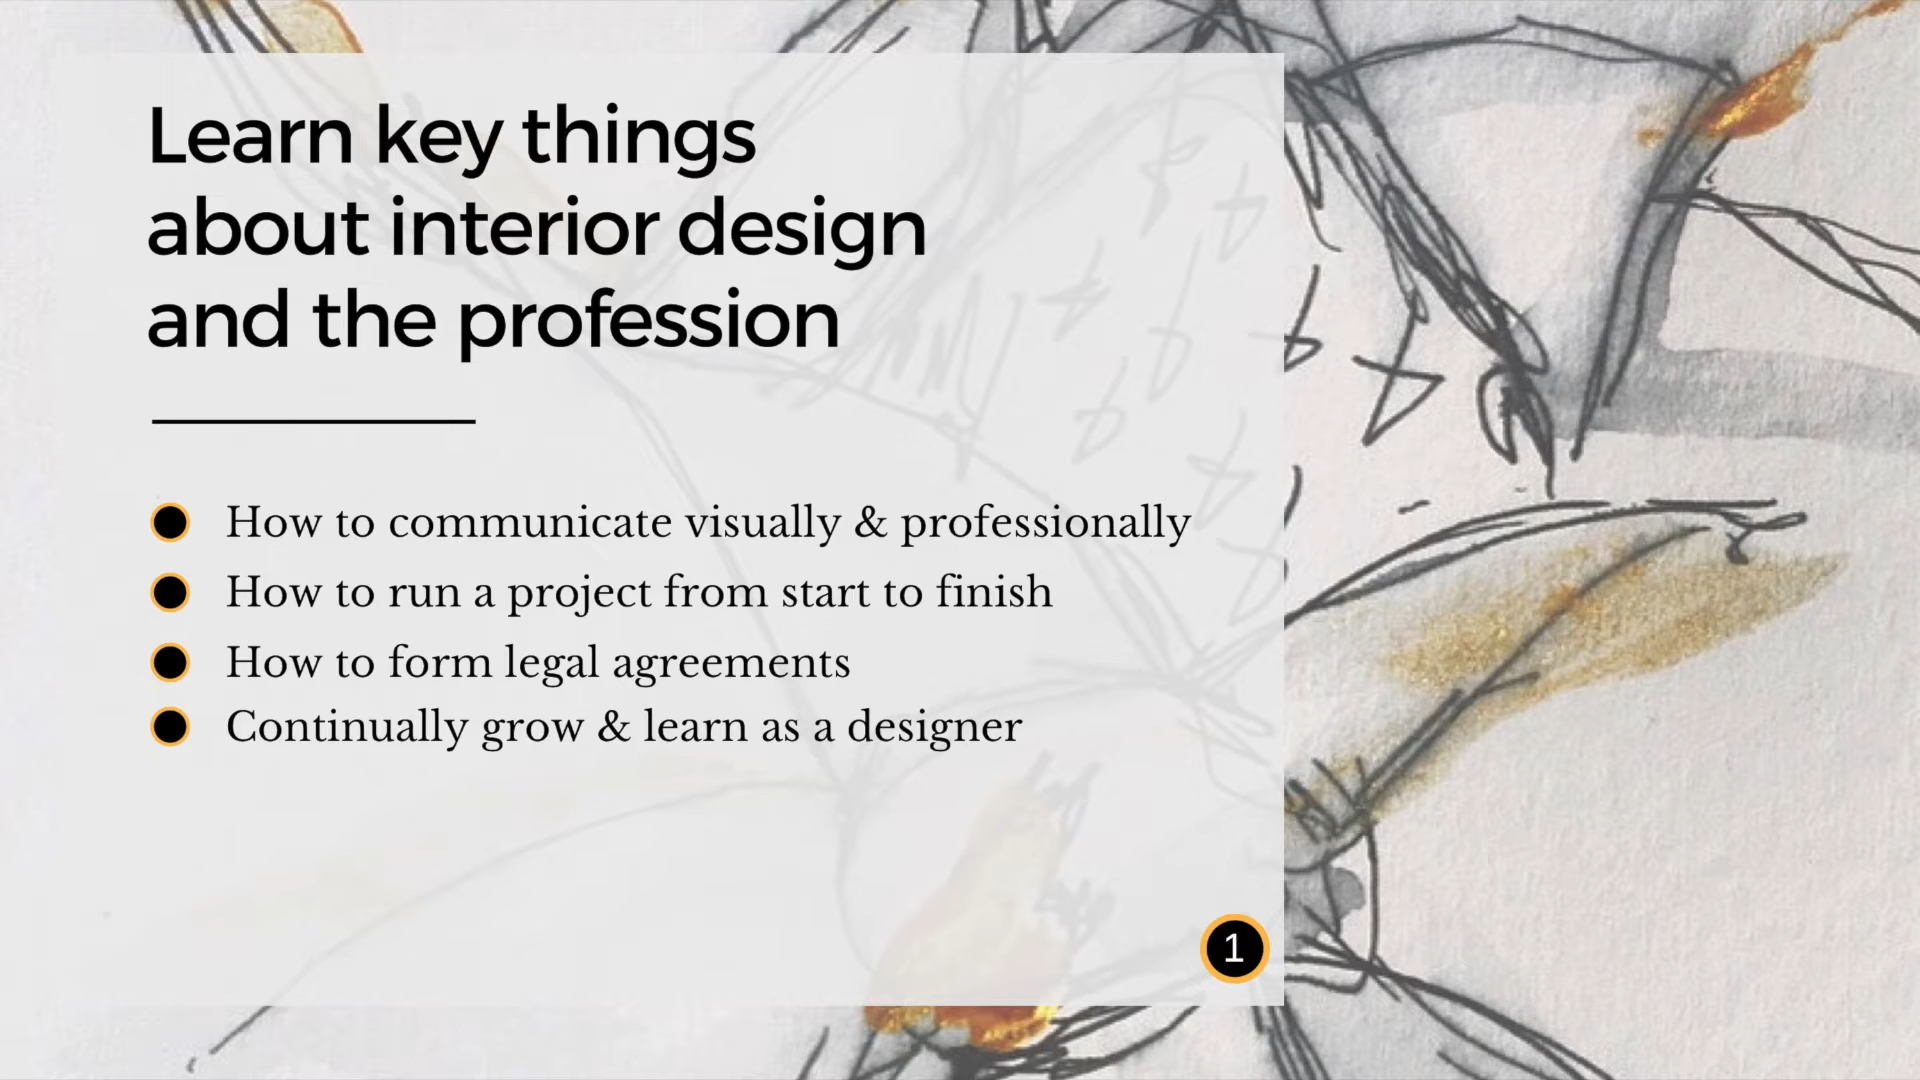 Learn key things
about interior design
and the profession
How to communicate visually & professionally
How to run a project from start to finish
How to form legal agreements
Continually grow & learn as a designer
1